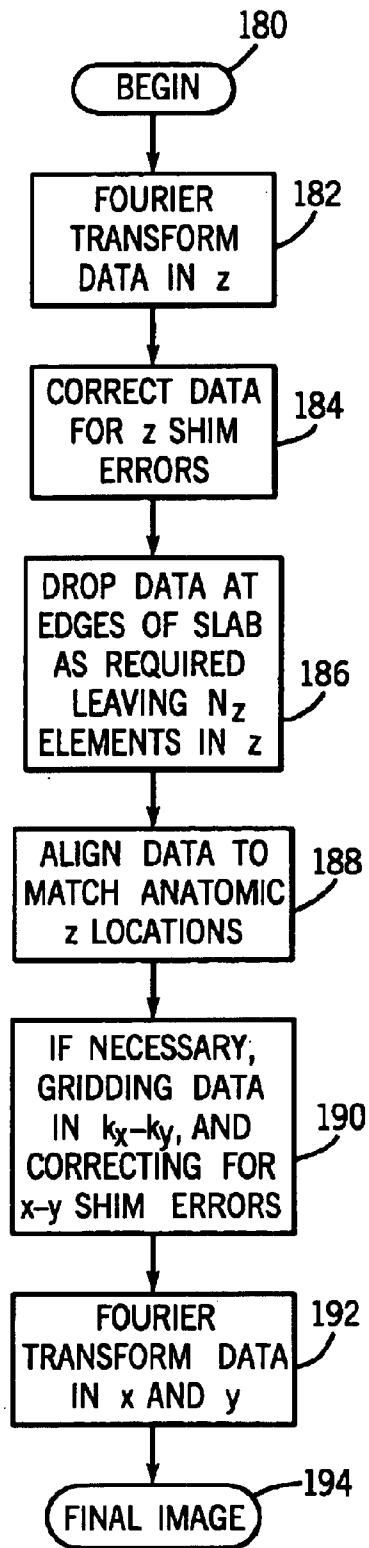 180
BEGIN
182
FOURIER
TRANSFORM
DATA IN z
184
CORRECT DATA
FOR z SHIM
ERRORS
DROP DATA AT
EDGES OF SLAB
AS REQUIRED
LEAVING Nz
ELEMENTS IN z
186
ALIGN DATA TO
MATCH ANATOMIC
z LOCATIONS
188
IF NECESSARY,
GRIDDING DATA
IN kx-ky, AND
CORRECTING FOR
x-y SHIM ERRORS
190
FOURIER
TRANSFORM DATA
IN x AND y
192
194
FINAL IMAGE